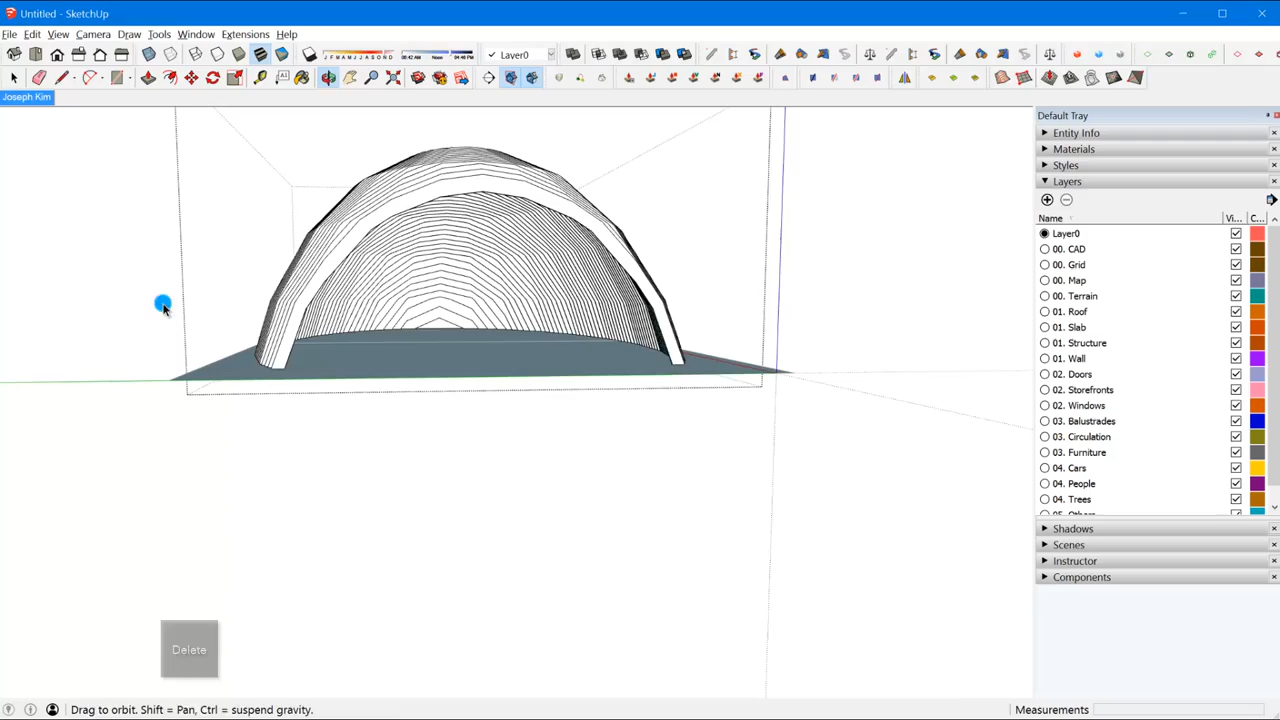 Untitled - SketchUp
File Edit View Camera Draw Tools Window Extensions Help
Layer0
Joseph Kim
Default Tray
Entity Info
Materials
Styles
Layers
Name Vi... C...
Layer0
00. CAD
00. Grid
00. Map
00. Terrain
01. Roof
01. Slab
01. Structure
01. Wall
02. Doors
02. Storefronts
02. Windows
03. Balustrades
03. Circulation
03. Furniture
04. Cars
04. People
04. Trees
Shadows
Scenes
Instructor
Components
Delete
Drag to orbit. Shift = Pan, Ctrl = suspend gravity.
Measurements